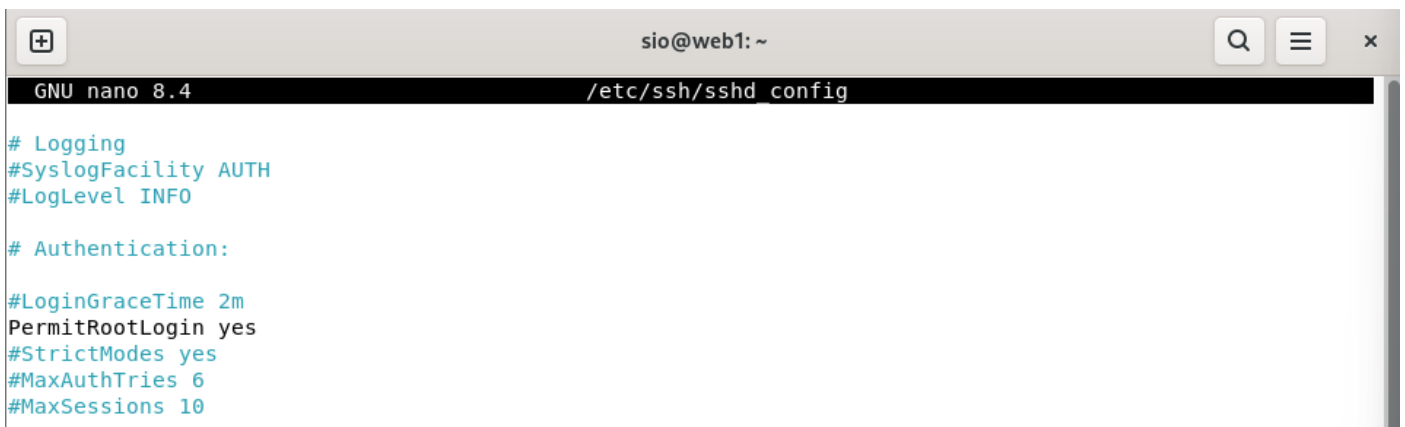 sio@web1: ~
GNU nano 8.4 /etc/ssh/sshd_config
# Logging
#SyslogFacility AUTH
#LogLevel INFO
# Authentication:
#LoginGraceTime 2m
PermitRootLogin yes
#StrictModes yes
#MaxAuthTries 6
#MaxSessions 10